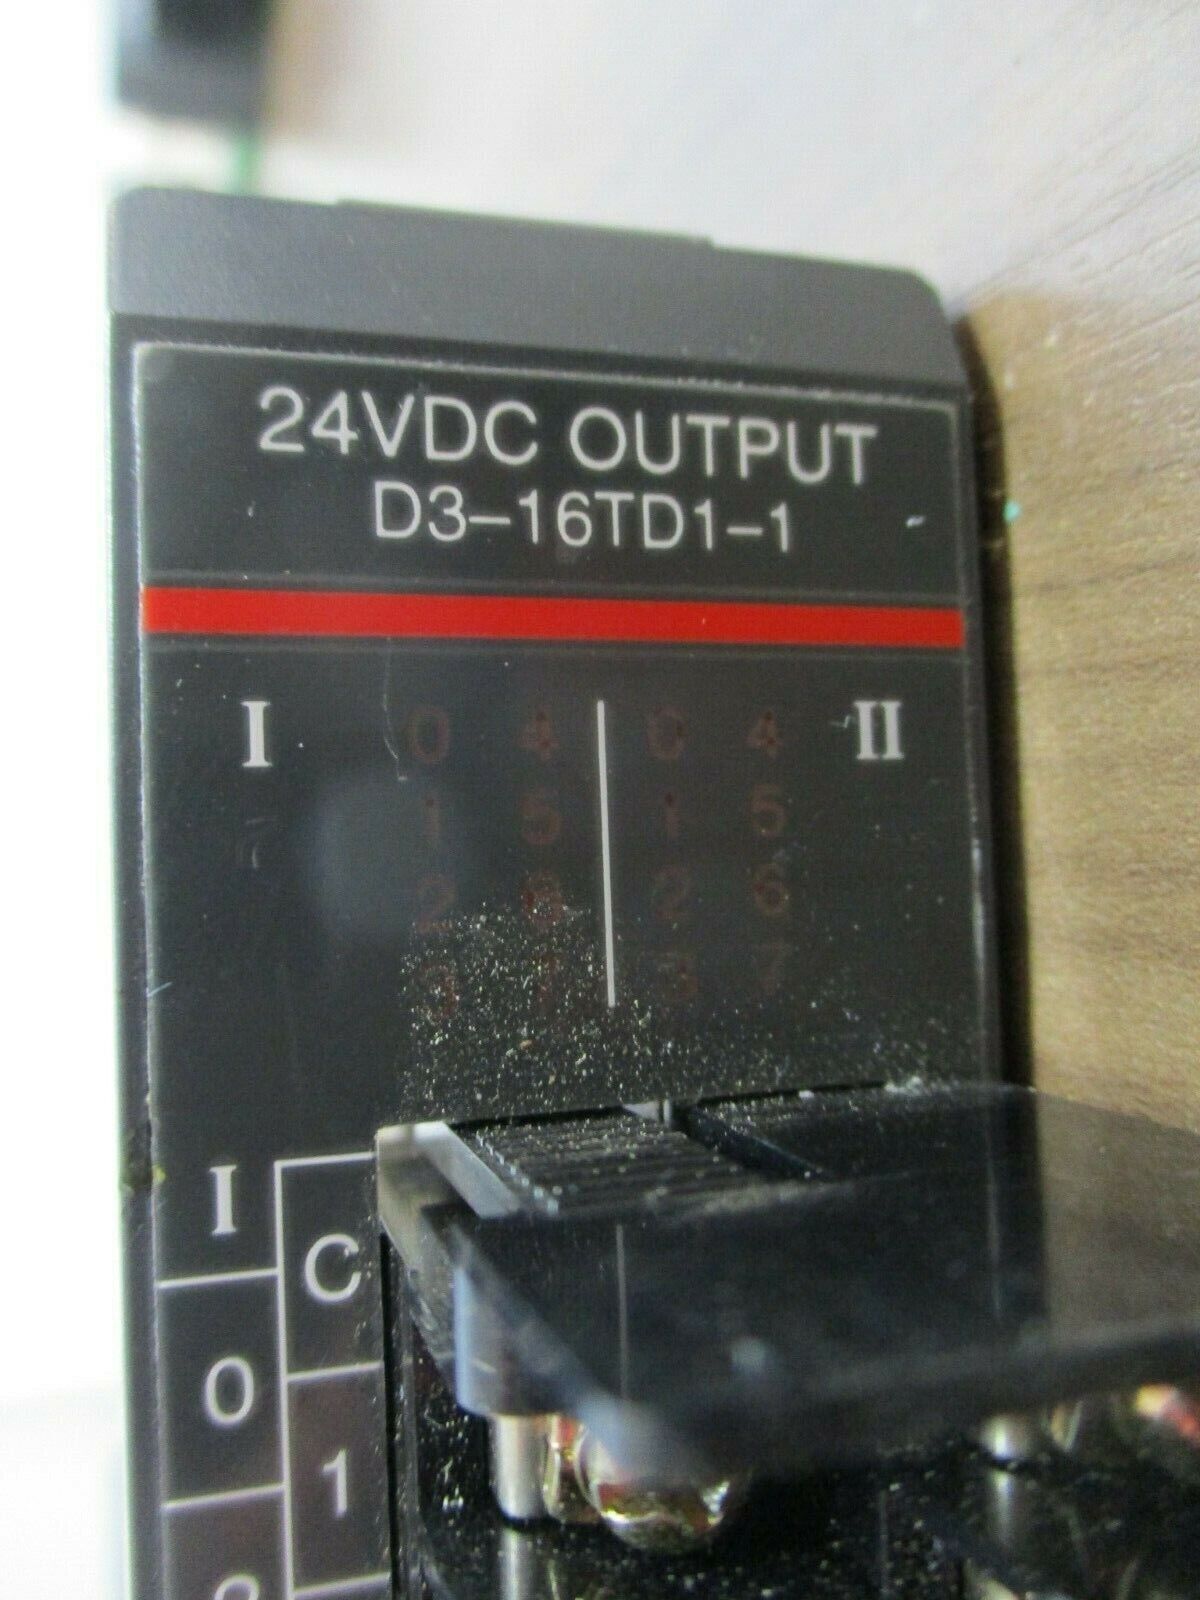 24VDC OUTPUT
D3-16TD1-1
I 0 4 0 4 II
1 5 1 5
2 6 2 6
3 7 3 7
I
C
0
1